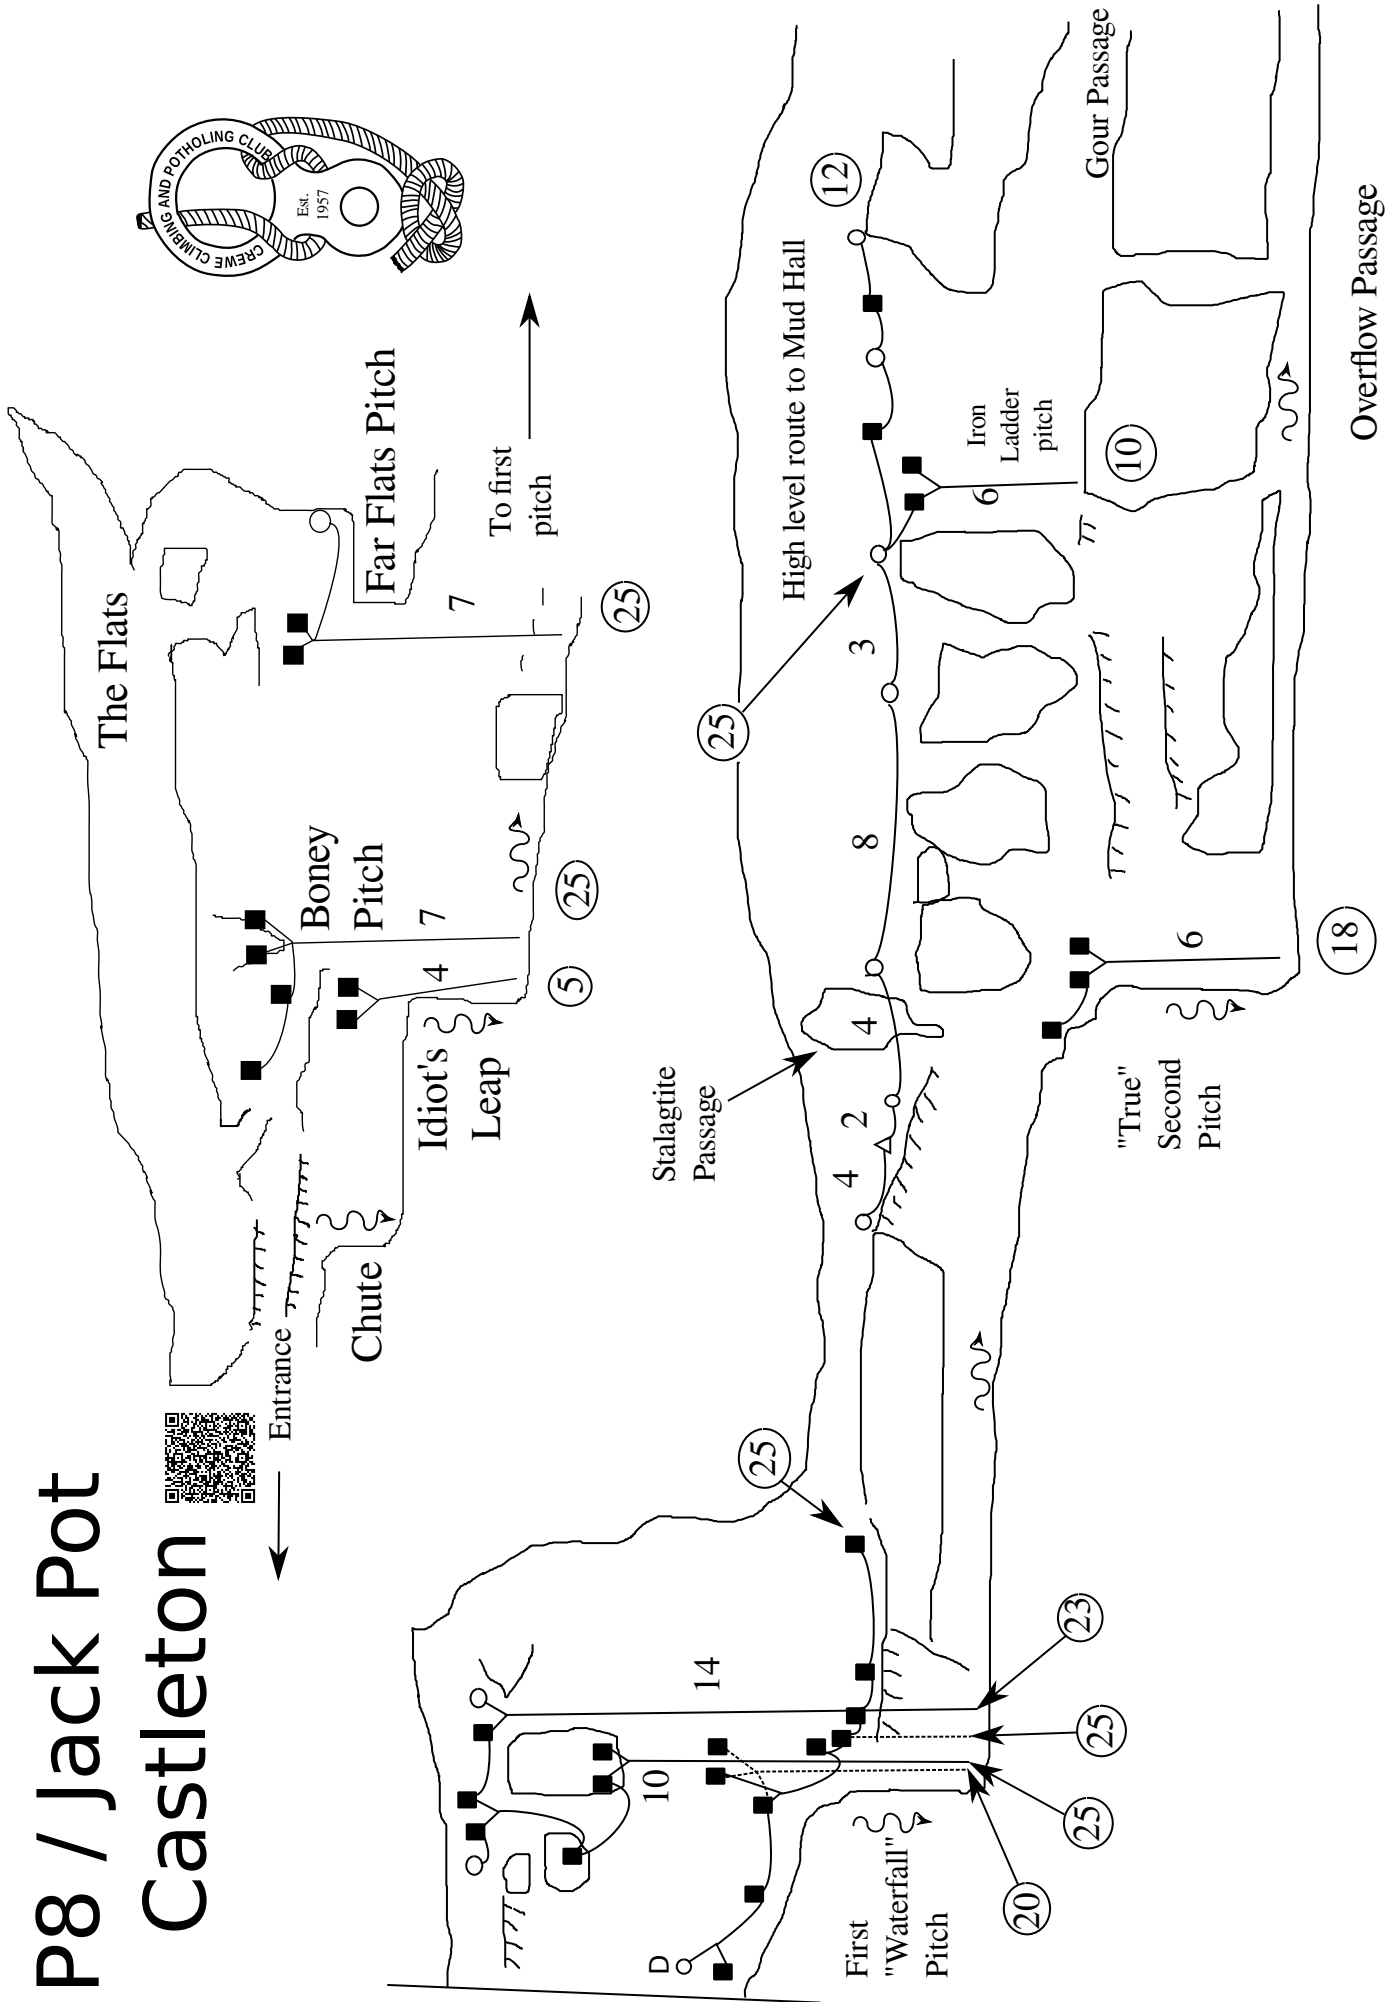 P8 / Jack Pot
Castleton
CREWE CLIMBING AND POTHOLING CLUB
Est.
1957
The Flats
Entrance
Chute
Idiot's
Leap
4
5
Boney
Pitch
7
25
Far Flats Pitch
7
25
To first
pitch
D
First
"Waterfall"
Pitch
10
14
20
25
25
23
25
Stalagtite
Passage
4
2
4
8
3
25
High level route to Mud Hall
12
Iron
Ladder
pitch
6
10
"True"
Second
Pitch
6
18
Gour Passage
Overflow Passage